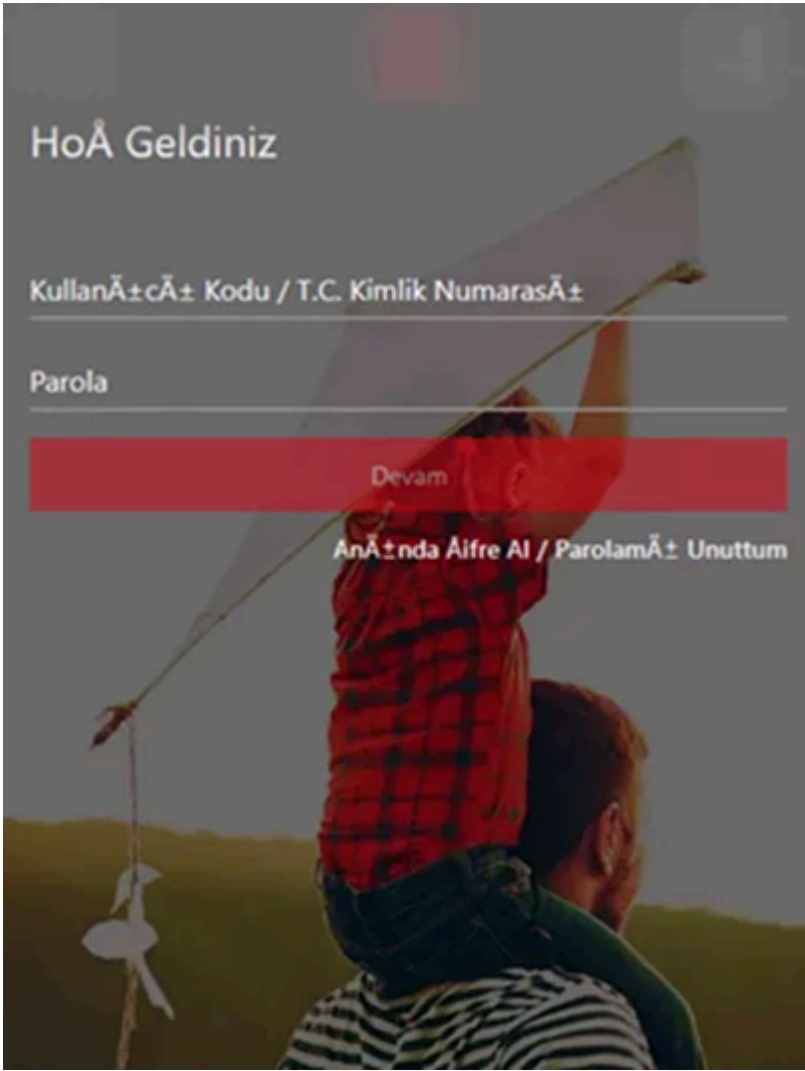 HoÅ Geldiniz
KullanÄ±cÄ± Kodu / T.C. Kimlik NumarasÄ±
Parola
Devam
AnÄ±nda Åifre Al / ParolamÄ± Unuttum